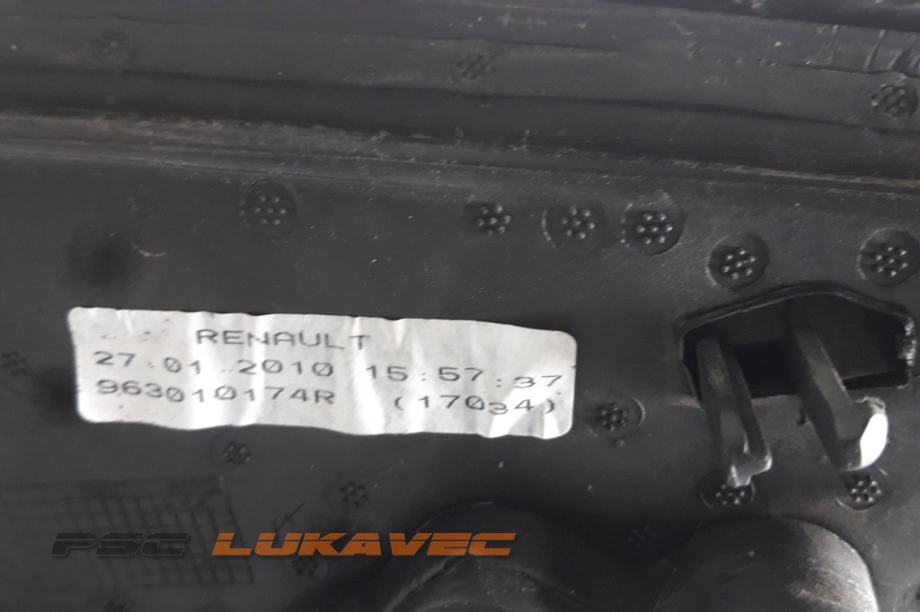 RENAULT
27.01.2010 15:57:37
963010174R (17034)
PSC LUKAVEC